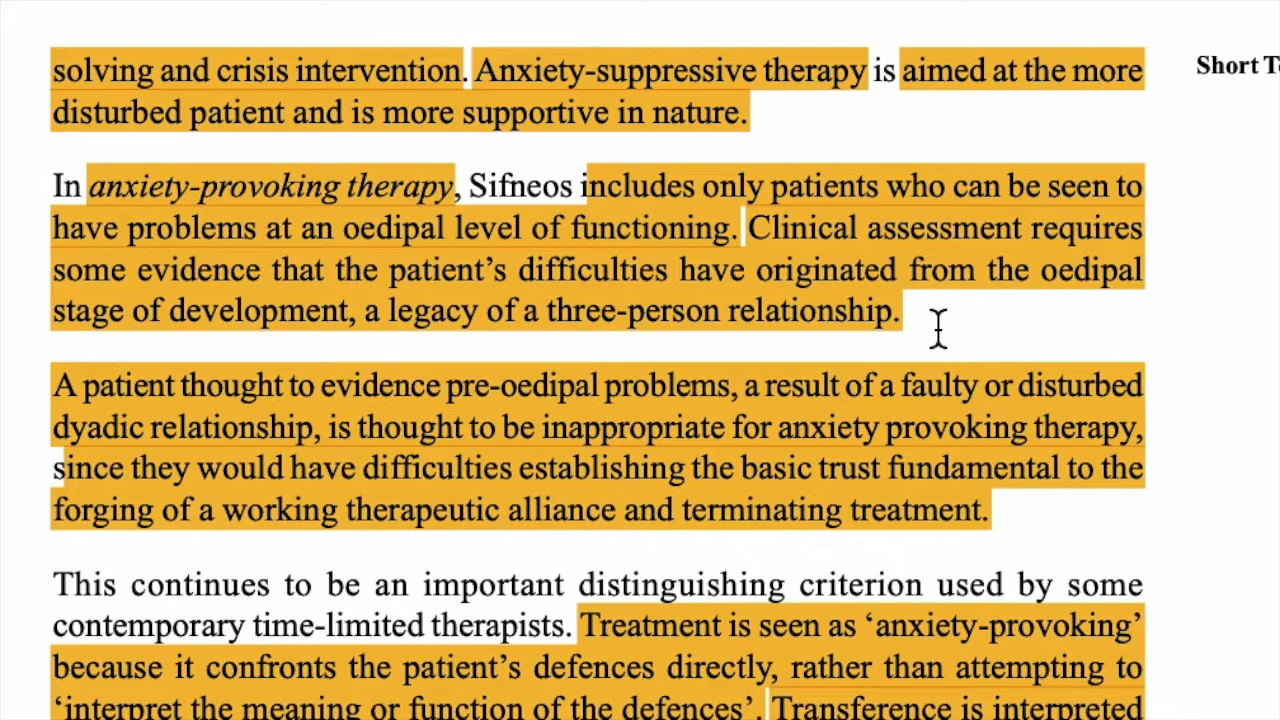 solving and crisis intervention. Anxiety-suppressive therapy is aimed at the more
disturbed patient and is more supportive in nature.
Short
In anxiety-provoking therapy, Sifneos includes only patients who can be seen to
have problems at an oedipal level of functioning. Clinical assessment requires
some evidence that the patient’s difficulties have originated from the oedipal
stage of development, a legacy of a three-person relationship.
A patient thought to evidence pre-oedipal problems, a result of a faulty or disturbed
dyadic relationship, is thought to be inappropriate for anxiety provoking therapy,
since they would have difficulties establishing the basic trust fundamental to the
forging of a working therapeutic alliance and terminating treatment.
This continues to be an important distinguishing criterion used by some
contemporary time-limited therapists. Treatment is seen as ‘anxiety-provoking’
because it confronts the patient’s defences directly, rather than attempting to
‘interpret the meaning or function of the defences’. Transference is interpreted